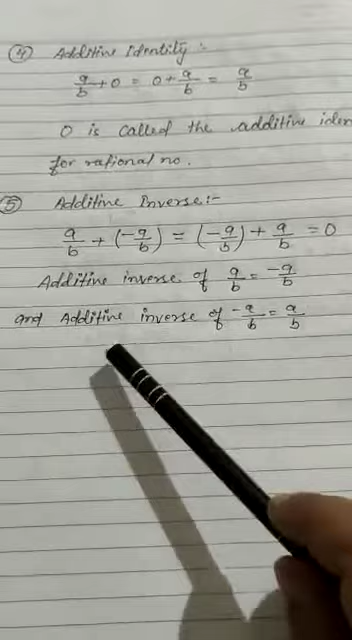 ④ Additive identity :-
a/b + 0 = 0 + a/b = a/b
0 is called the additive iden
for rational no.
⑤ Additive Inverse:-
a/b + (-a/b) = (-a/b) + a/b = 0
Additive inverse of a/b = -a/b
and Additive inverse of -a/b = a/b